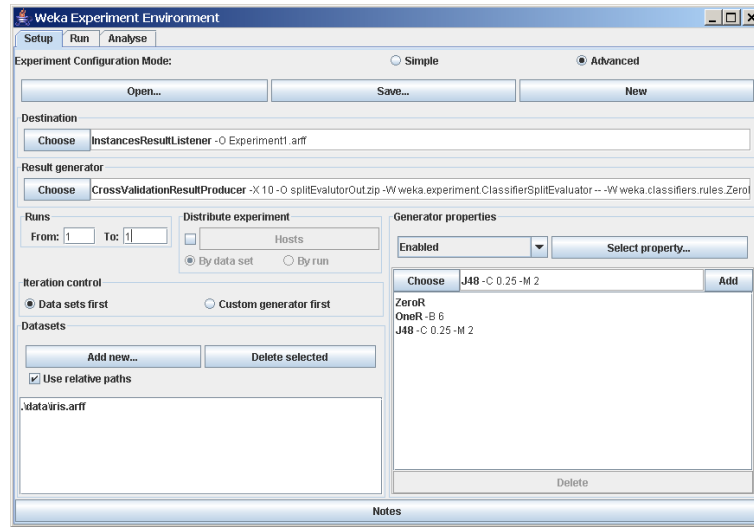 Weka Experiment Environment
Setup Run Analyse
Experiment Configuration Mode: Simple Advanced
Open... Save... New
Destination
Choose InstancesResultListener -O Experiment1.arff
Result generator
Choose CrossValidationResultProducer -X 10 -O splitEvalutorOut.zip -W weka.experiment.ClassifierSplitEvaluator -- -W weka.classifiers.rules.ZeroR
Runs
From: 1 To: 1
Distribute experiment
Hosts
By data set By run
Generator properties
Enabled Select property...
Choose J48 -C 0.25 -M 2 Add
ZeroR
OneR -B 6
J48 -C 0.25 -M 2
Delete
Iteration control
Data sets first Custom generator first
Datasets
Add new... Delete selected
Use relative paths
.\data\iris.arff
Notes